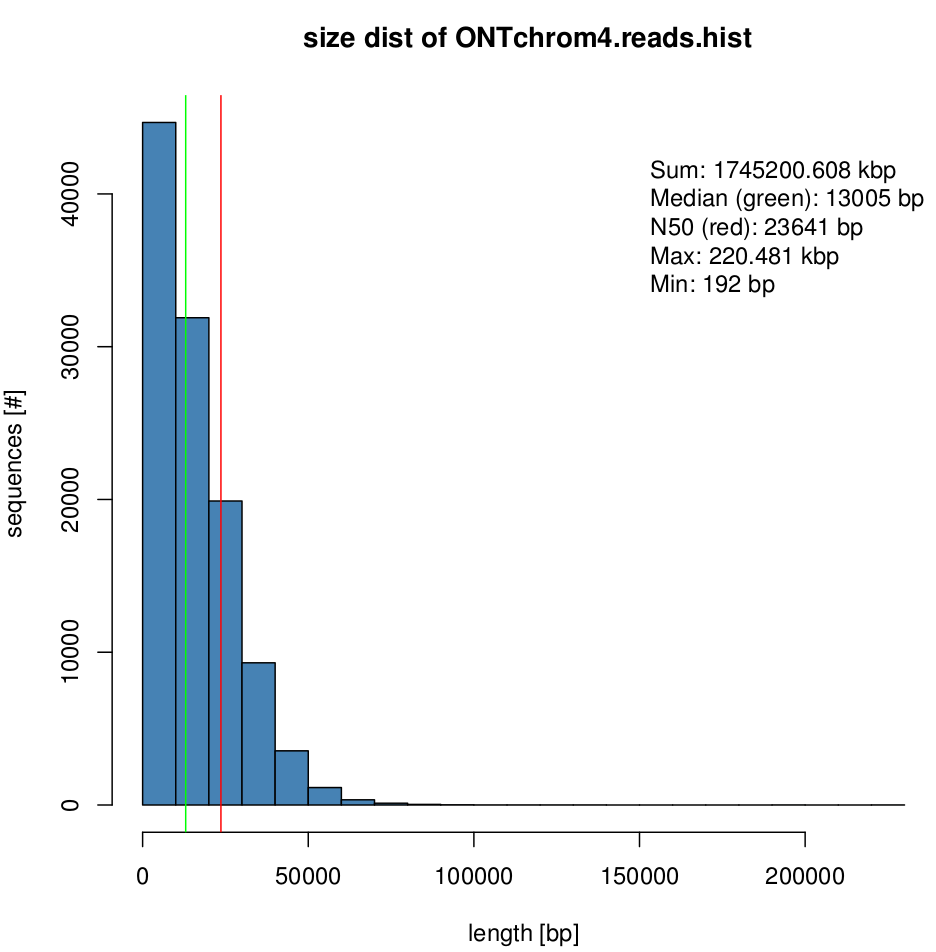 size dist of ONTchrom4.reads.hist
Sum: 1745200.608 kbp
Median (green): 13005 bp
N50 (red): 23641 bp
Max: 220.481 kbp
Min: 192 bp
sequences [#]
40000
30000
20000
10000
0
0 50000 100000 150000 200000
length [bp]